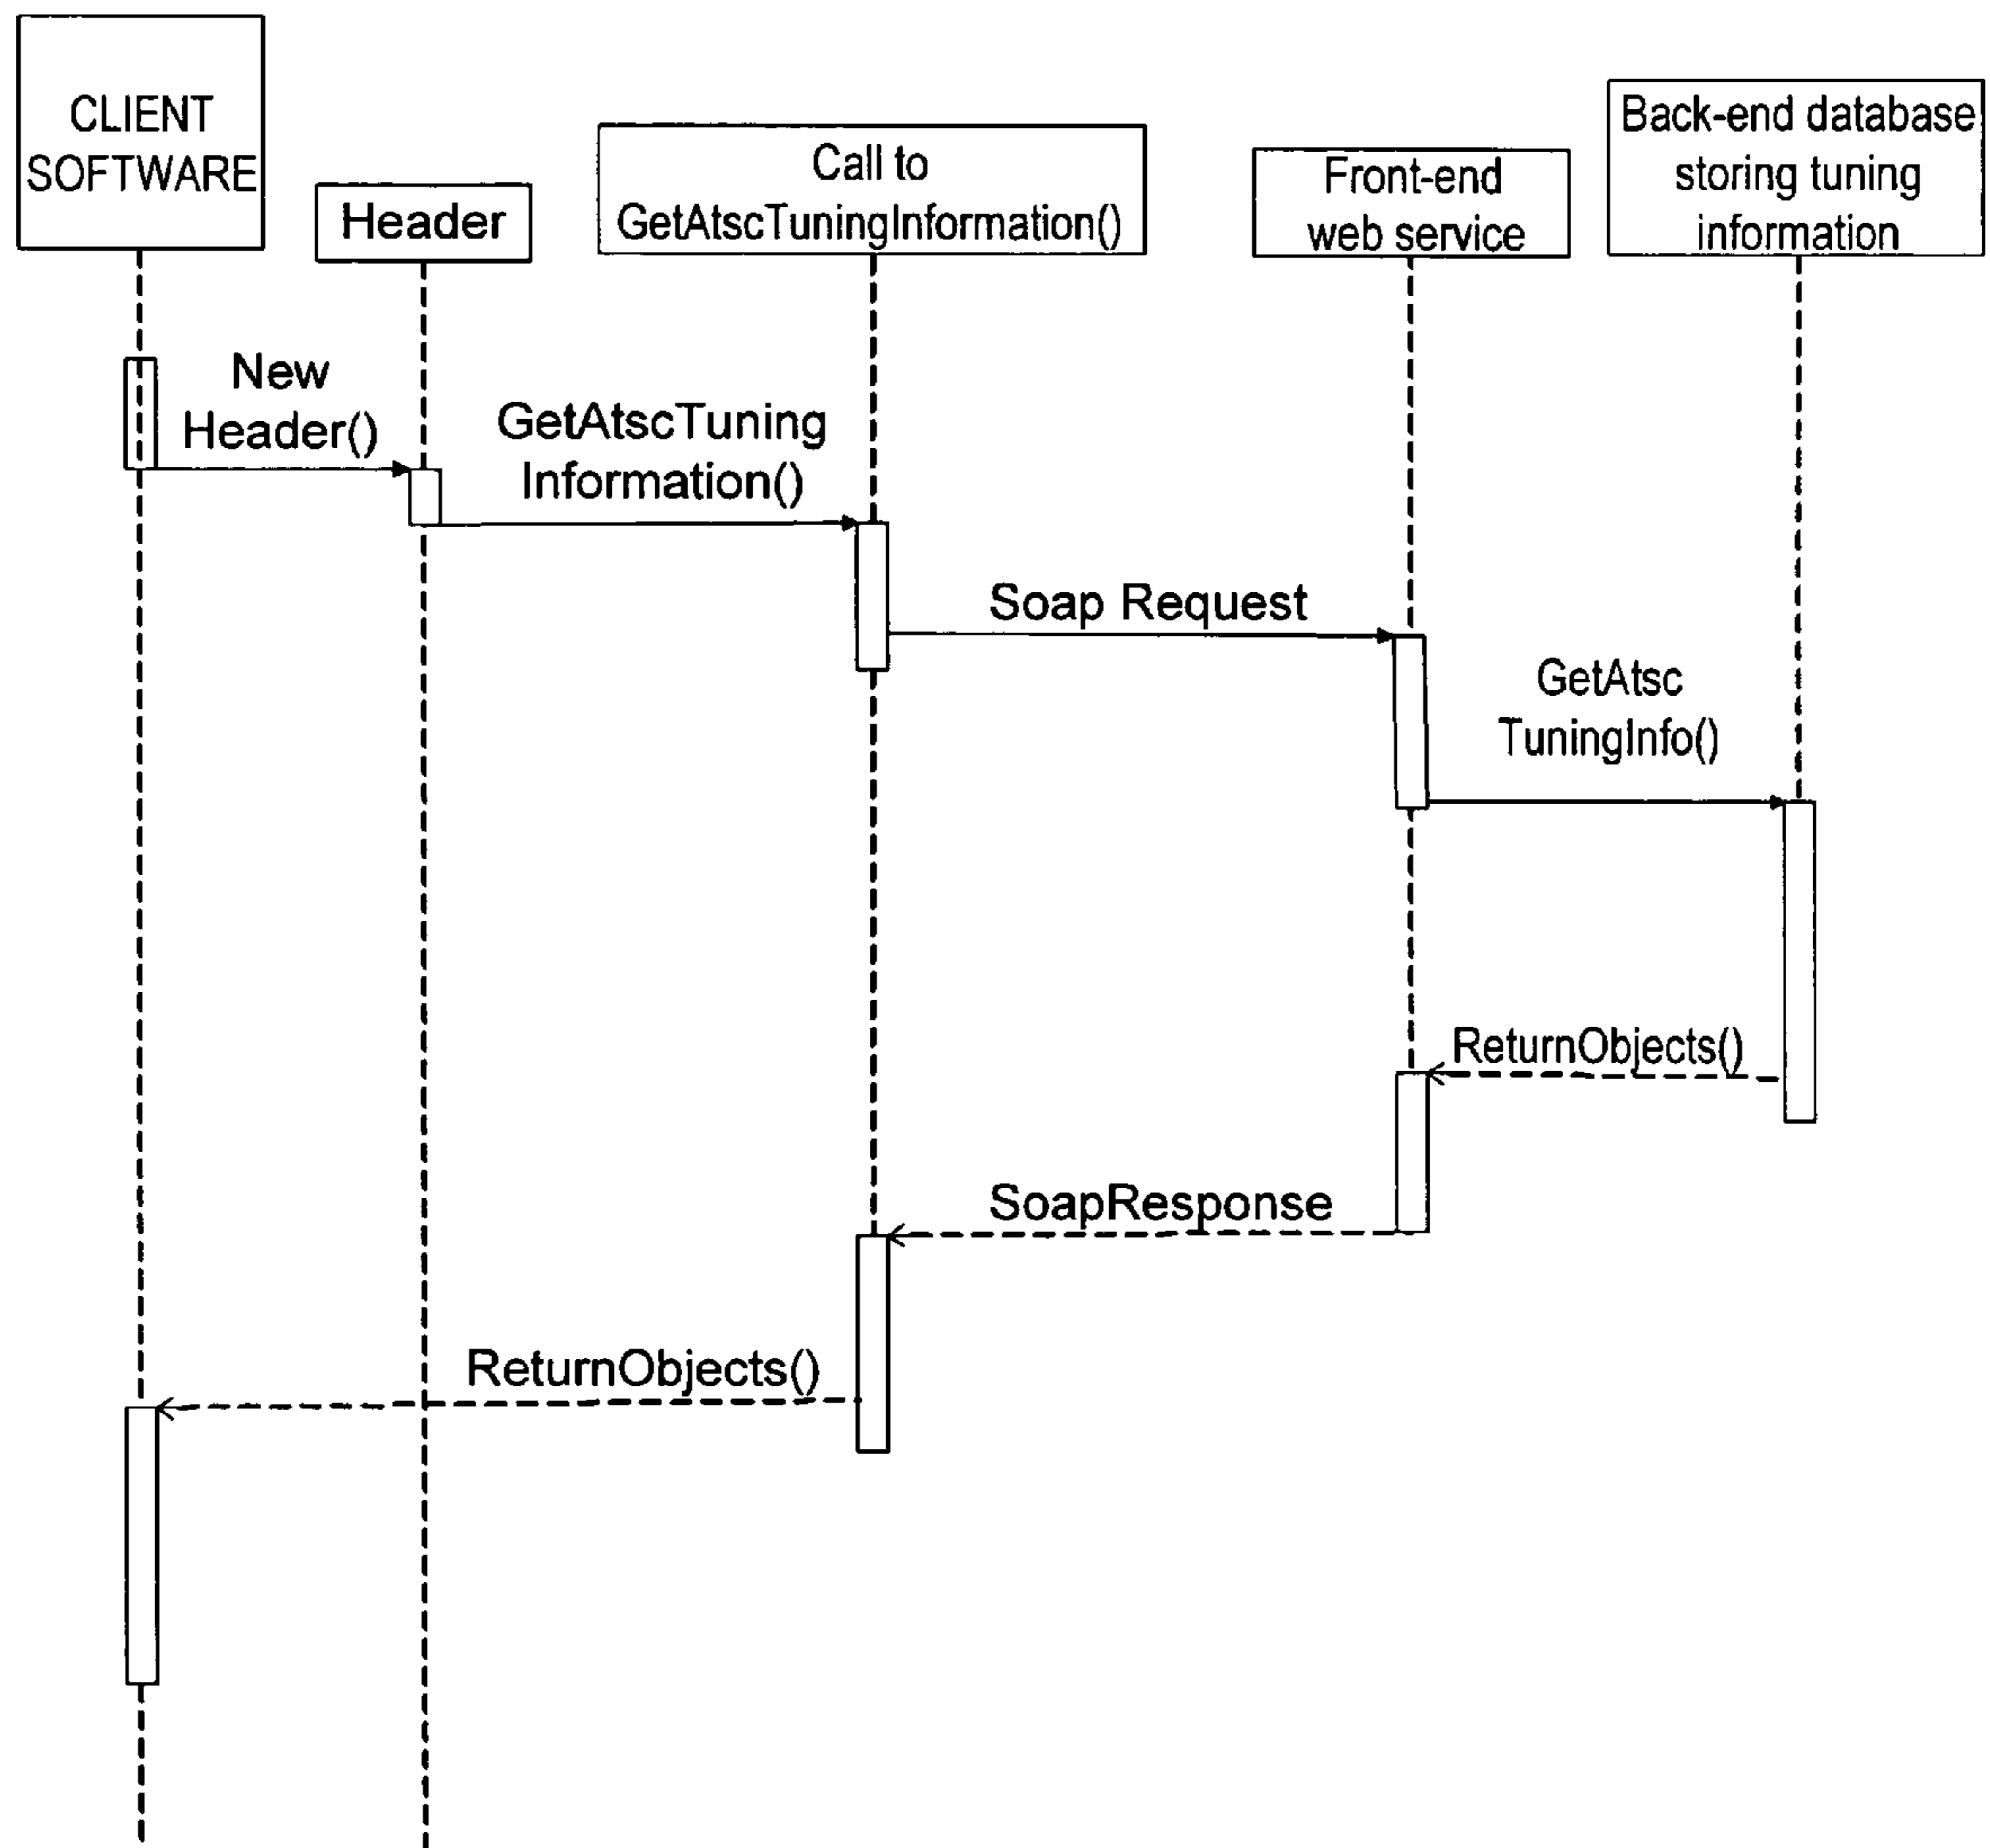 CLIENT
SOFTWARE
Header
Call to
GetAtscTuningInformation()
Front-end
web service
Back-end database
storing tuning
information
New
Header()
GetAtscTuning
Information()
Soap Request
GetAtsc
TuningInfo()
ReturnObjects()
SoapResponse
ReturnObjects()